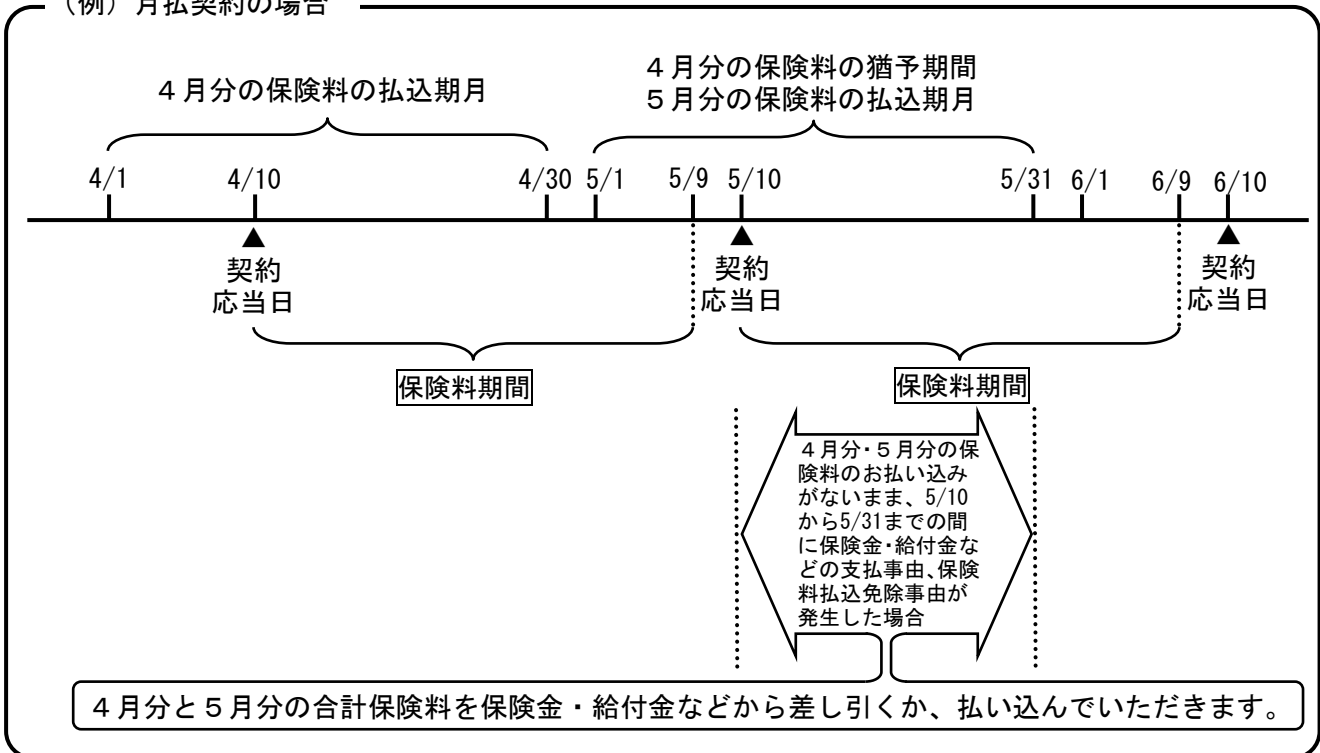 （例）月払契約の場合
４月分の保険料の払込期月
４月分の保険料の猶予期間
５月分の保険料の払込期月
4/1 4/10 4/30 5/1 5/9 5/10 5/31 6/1 6/9 6/10
契約
応当日
契約
応当日
契約
応当日
保険料期間
保険料期間
４月分・５月分の保
険料のお払い込み
がないまま、5/10
から5/31までの間
に保険金・給付金な
どの支払事由、保険
料払込免除事由が
発生した場合
４月分と５月分の合計保険料を保険金・給付金などから差し引くか、払い込んでいただきます。